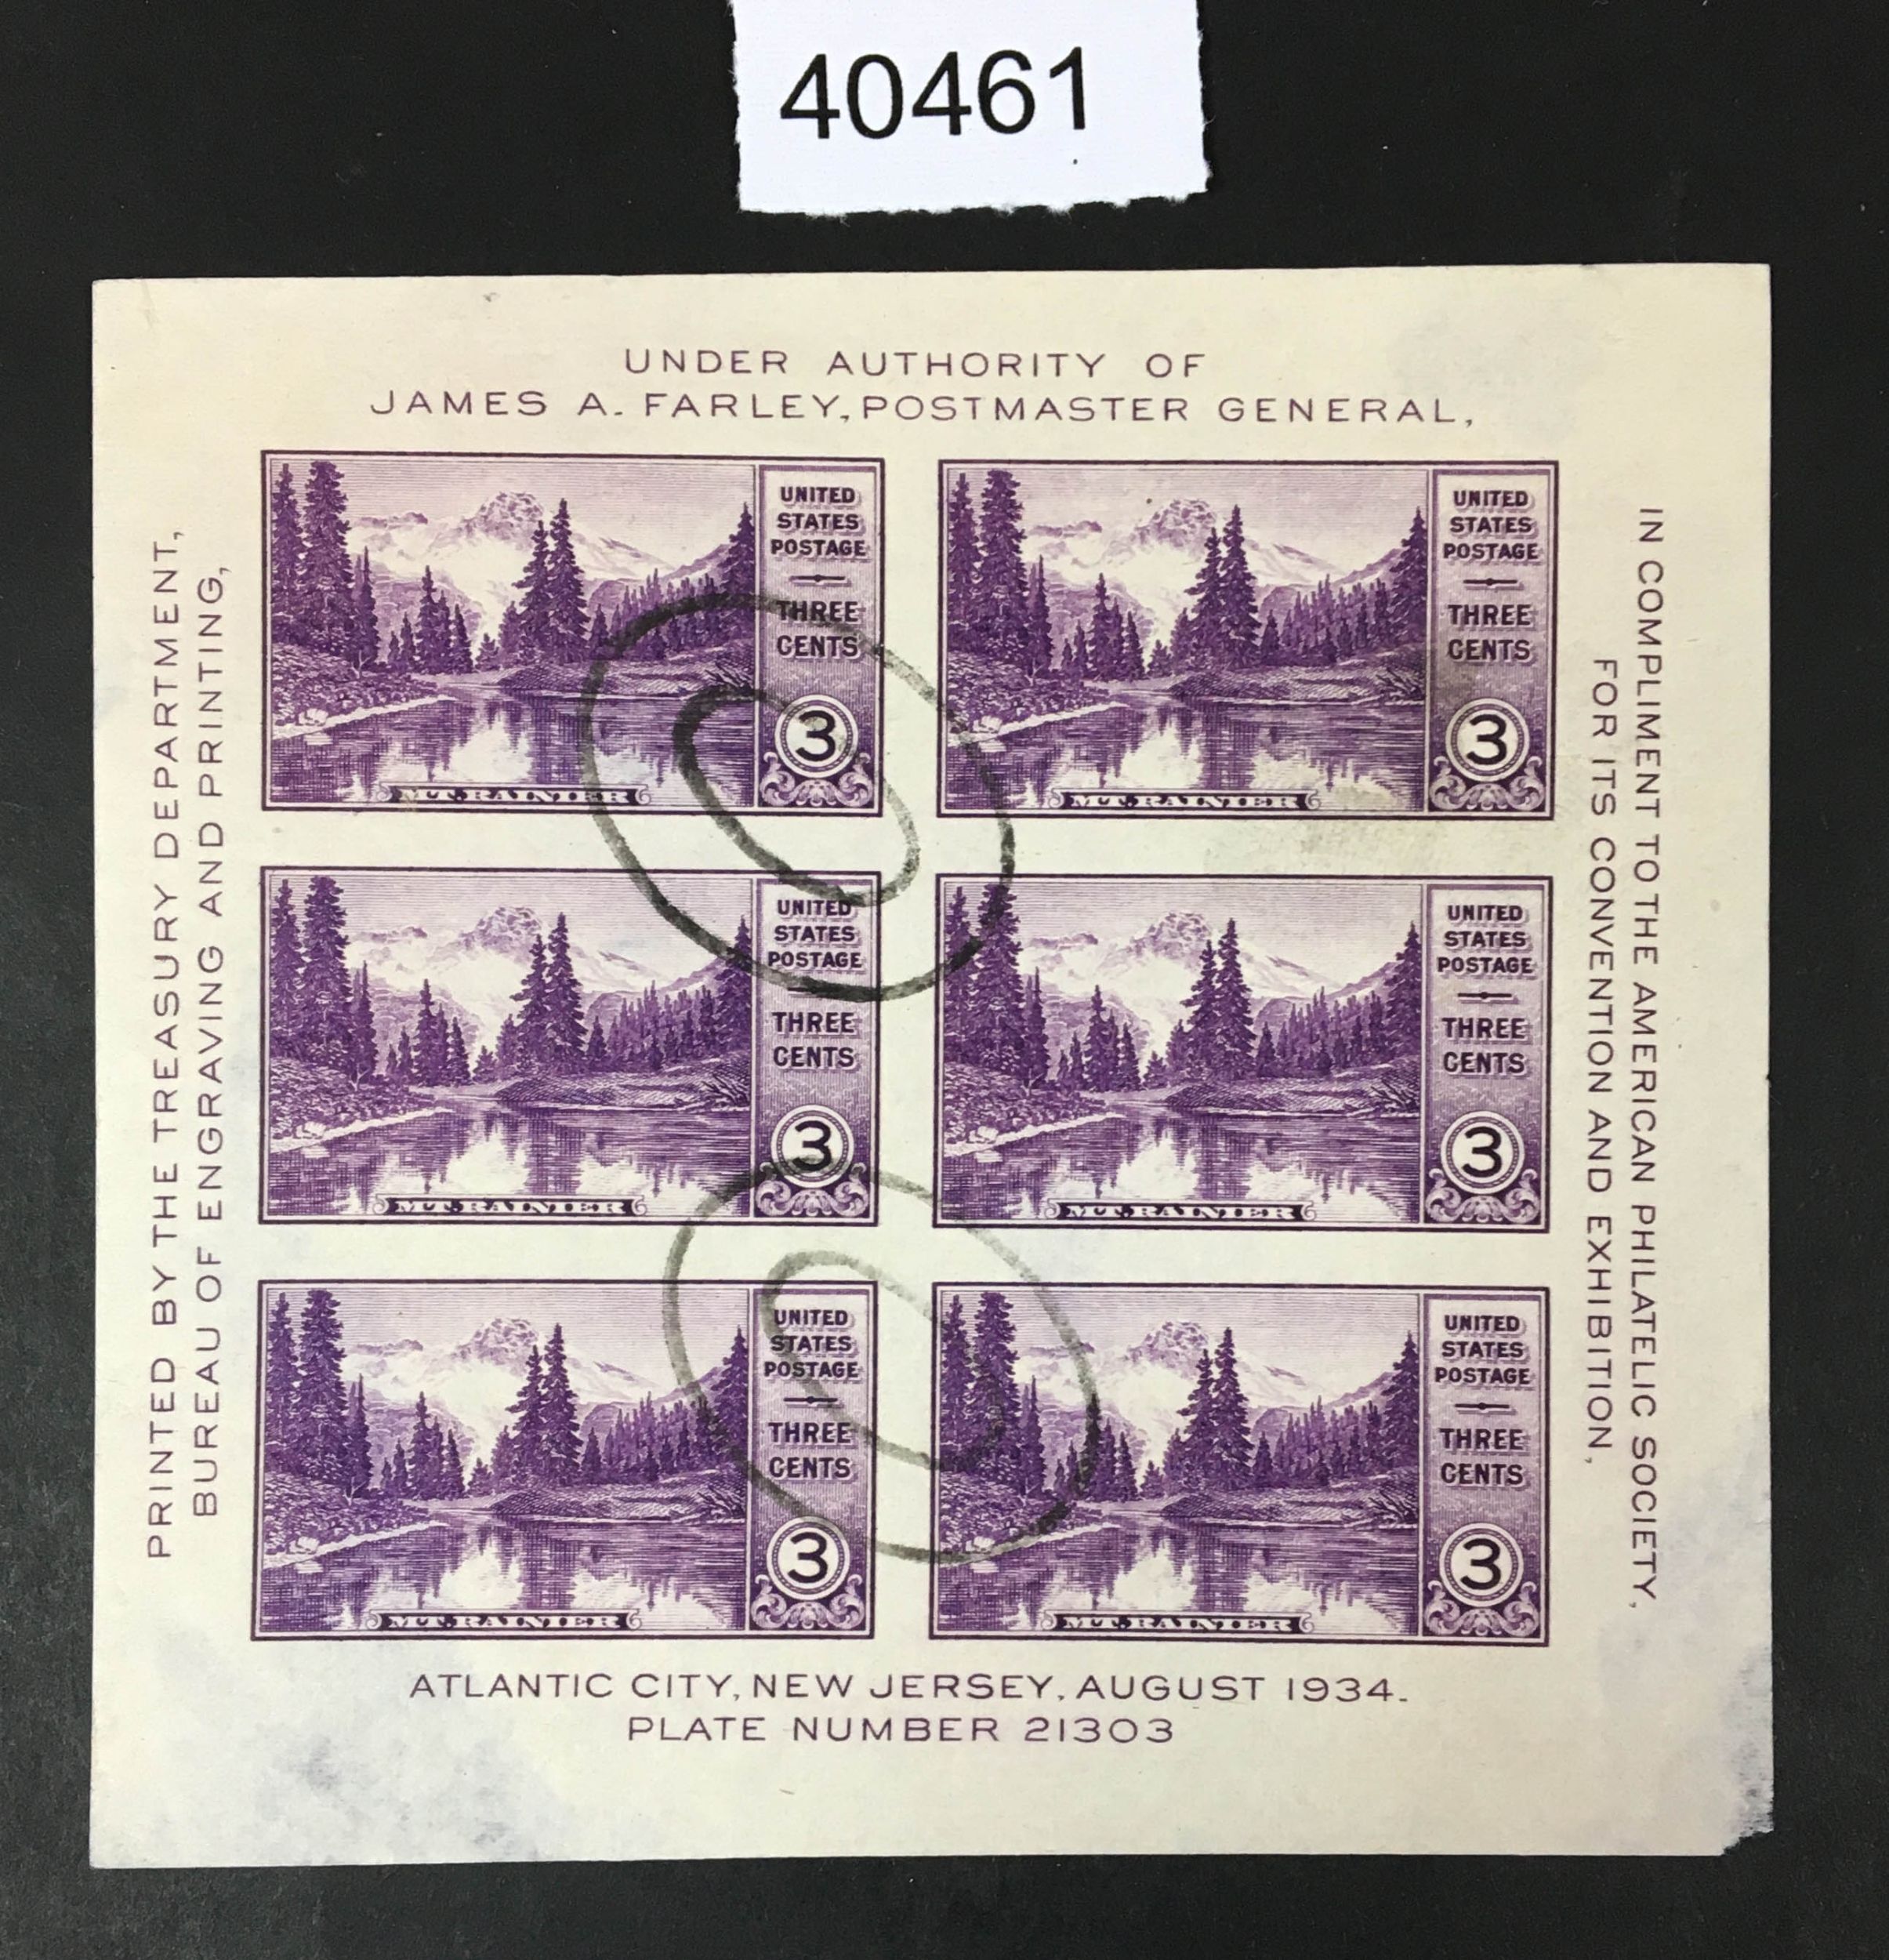 40461
UNDER AUTHORITY OF
JAMES A. FARLEY, POSTMASTER GENERAL,
PRINTED BY THE TREASURY DEPARTMENT,
BUREAU OF ENGRAVING AND PRINTING,
UNITED
STATES
POSTAGE
THREE
CENTS
3
MT. RAINIER
UNITED
STATES
POSTAGE
THREE
CENTS
3
MT. RAINIER
UNITED
STATES
POSTAGE
THREE
CENTS
3
MT. RAINIER
UNITED
STATES
POSTAGE
THREE
CENTS
3
MT. RAINIER
UNITED
STATES
POSTAGE
THREE
CENTS
3
MT. RAINIER
UNITED
STATES
POSTAGE
THREE
CENTS
3
MT. RAINIER
IN COMPLIMENT TO THE AMERICAN PHILATELIC SOCIETY,
FOR ITS CONVENTION AND EXHIBITION,
ATLANTIC CITY, NEW JERSEY, AUGUST 1934.
PLATE NUMBER 21303